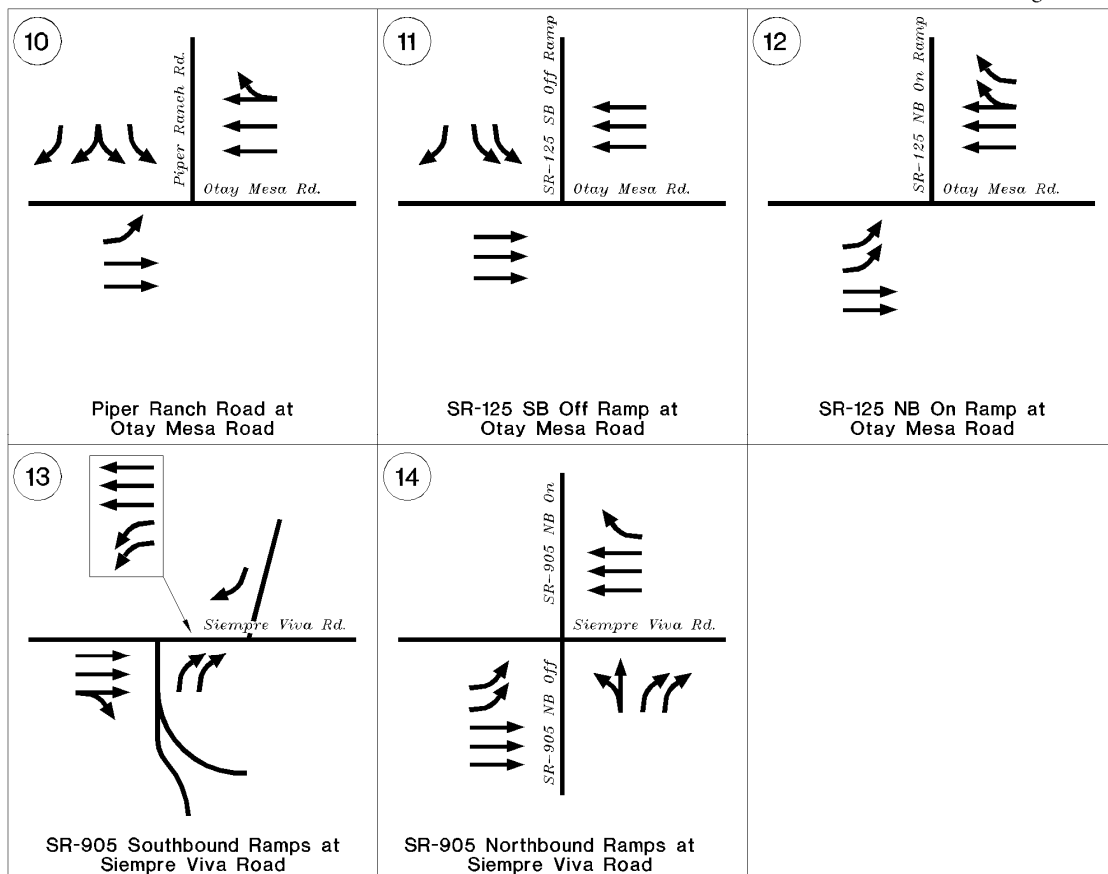 10
Piper Ranch Rd.
Otay Mesa Rd.
Piper Ranch Road at
Otay Mesa Road
11
SR-125 SB Off Ramp
Otay Mesa Rd.
SR-125 SB Off Ramp at
Otay Mesa Road
12
SR-125 NB On Ramp
Otay Mesa Rd.
SR-125 NB On Ramp at
Otay Mesa Road
13
Siempre Viva Rd.
SR-905 Southbound Ramps at
Siempre Viva Road
14
SR-905 NB On
Siempre Viva Rd.
SR-905 NB Off
SR-905 Northbound Ramps at
Siempre Viva Road